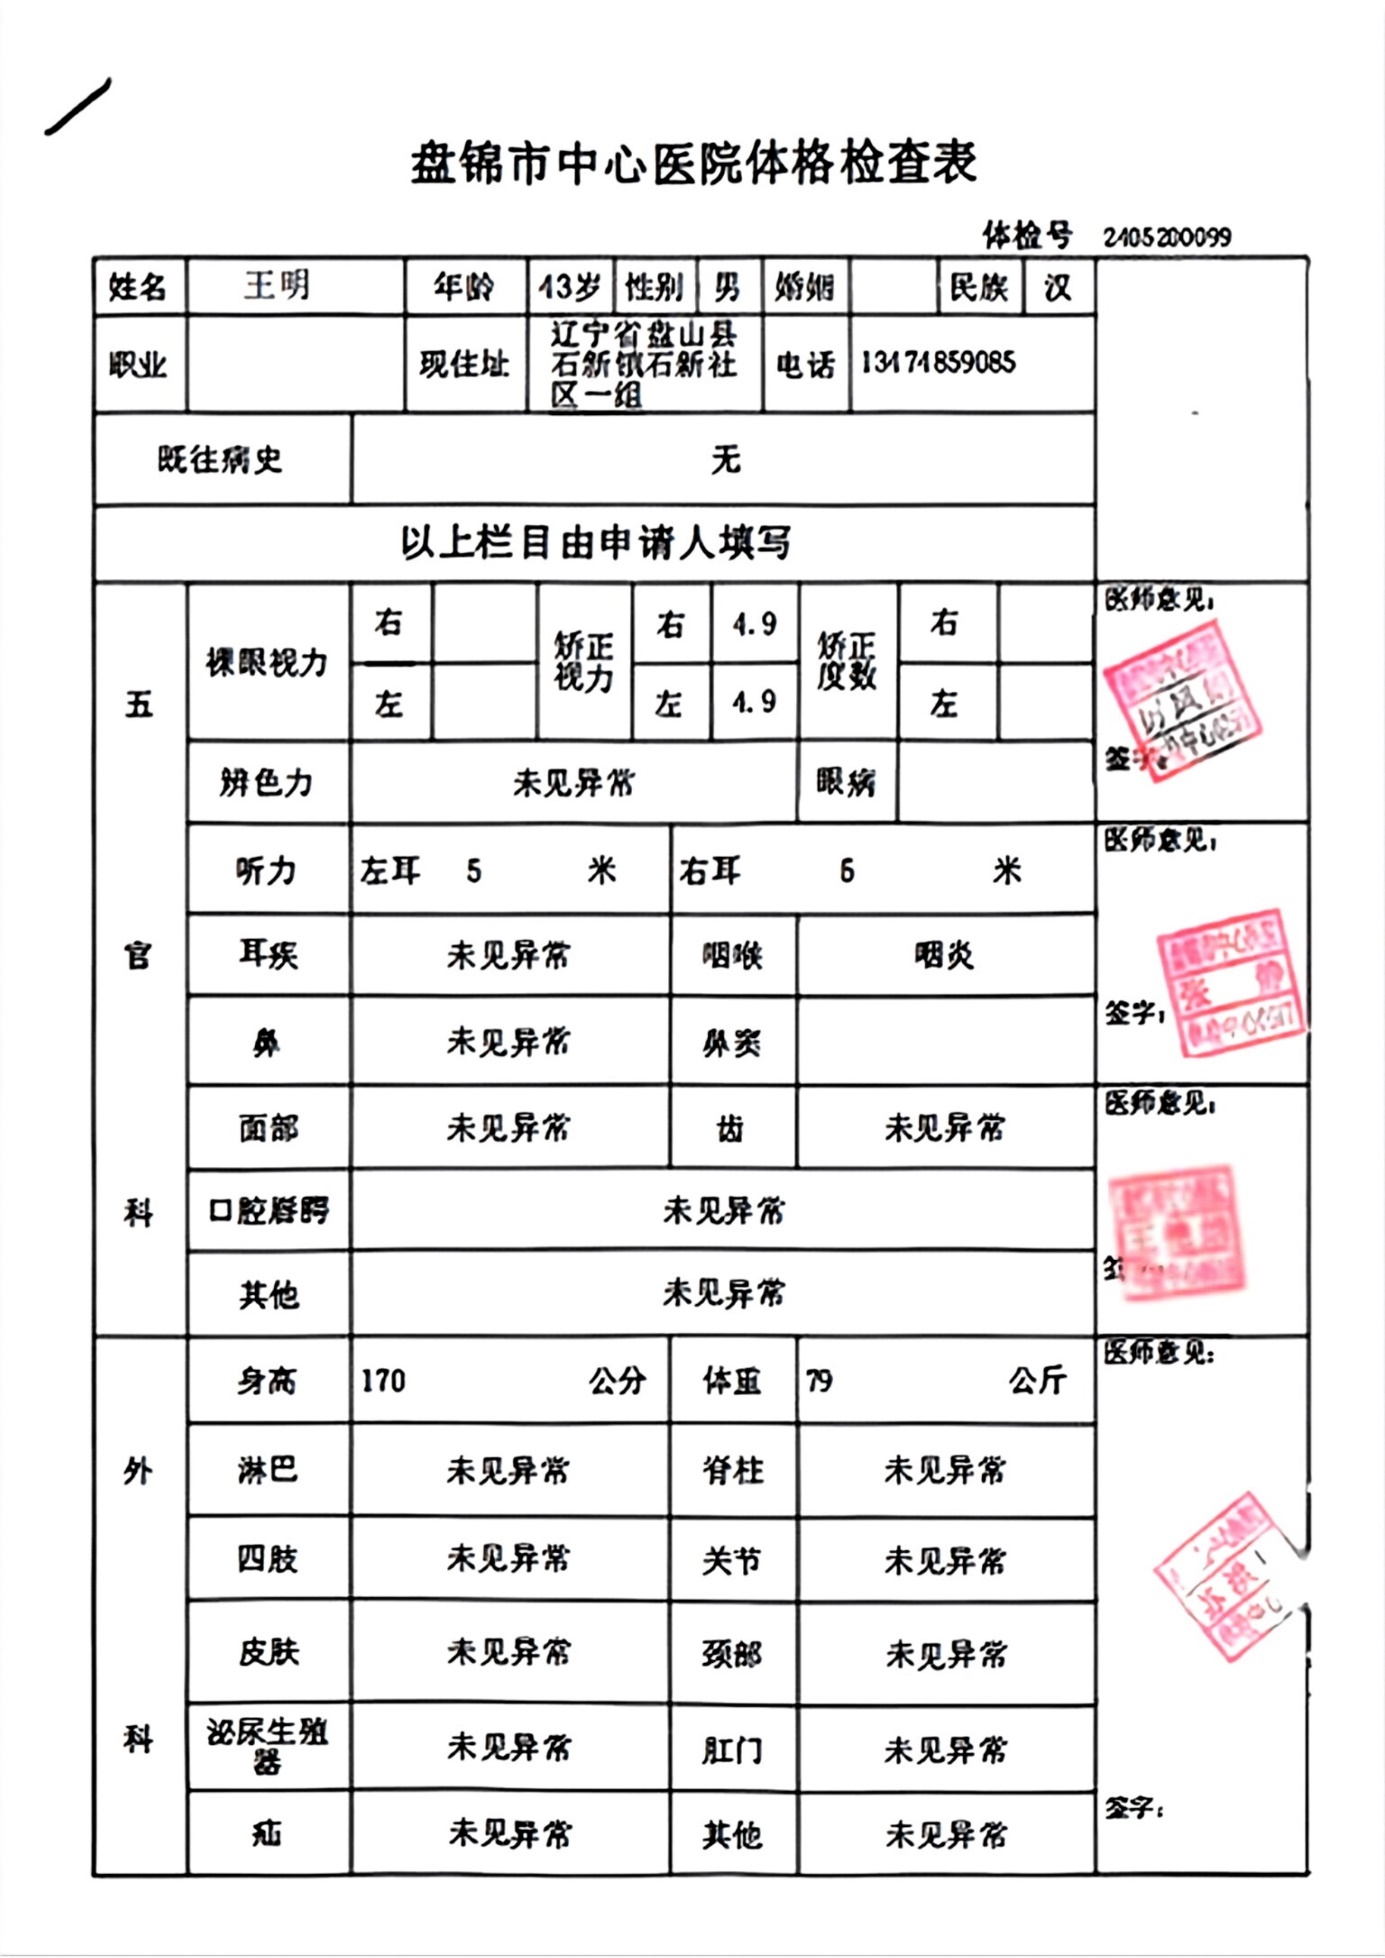 盘锦市中心医院体格检查表
体检号 2405200099
姓名 王明 年龄 43岁 性别 男 婚姻 民族 汉
职业 现住址 辽宁省盘山县
石新镇石新社
区一组 电话 13474859085
既往病史 无
以上栏目由申请人填写
五官科
裸眼视力 右 矫正视力 右 4.9 矫正度数 右
左 左 4.9 左
医师意见:
签字:
辨色力 未见异常 眼病
听力 左耳 5 米 右耳 5 米
医师意见:
耳疾 未见异常 咽喉 咽炎
鼻 未见异常 鼻窦
签字:
面部 未见异常 齿 未见异常
医师意见:
口腔唇腭 未见异常
其他 未见异常
外科
身高 170 公分 体重 79 公斤
医师意见:
淋巴 未见异常 脊柱 未见异常
四肢 未见异常 关节 未见异常
皮肤 未见异常 颈部 未见异常
泌尿生殖器 未见异常 肛门 未见异常
疝 未见异常 其他 未见异常
签字: